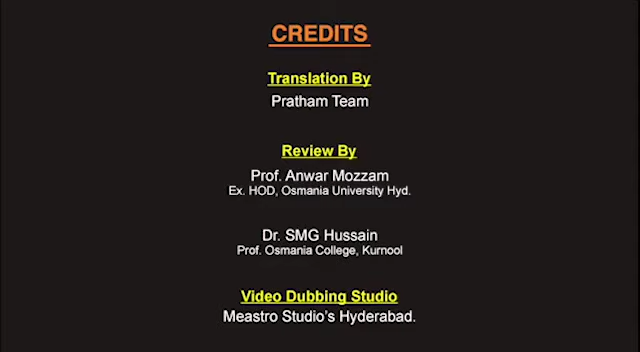 CREDITS
Translation By
Pratham Team
Review By
Prof. Anwar Mozzam
Ex. HOD, Osmania University Hyd.
Dr. SMG Hussain
Prof. Osmania College, Kurnool
Video Dubbing Studio
Meastro Studio's Hyderabad.